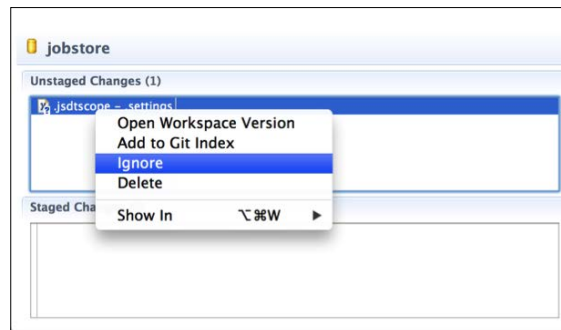 jobstore
Unstaged Changes (1)
.jsdtscope - .settings
Open Workspace Version
Add to Git Index
Ignore
Delete
Staged Cha
Show In ⌥⌘W ▶